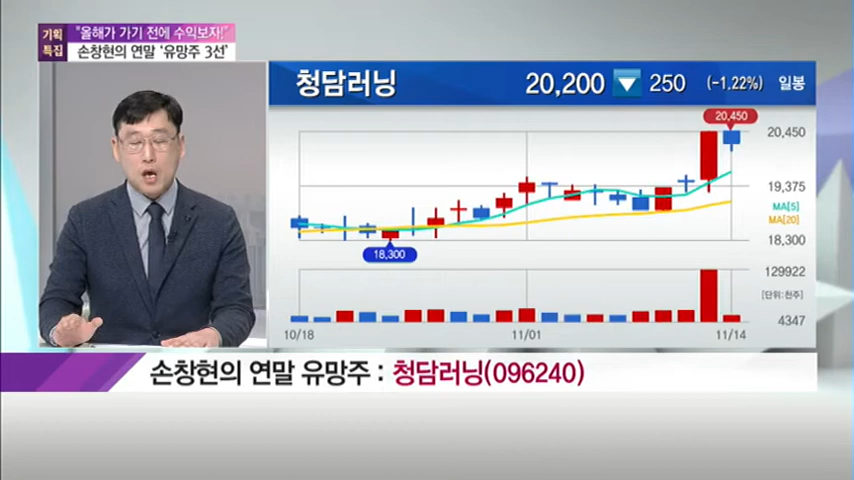 기획
특집
"올해가 가기 전에 수익보자!"
손창현의 연말 '유망주 3선'
청담러닝 20,200 ▼ 250 (-1.22%) 일봉
20,450
20,450
19,375
MA[5]
MA[20]
18,300
18,300
129922
[단위:천주]
4347
10/18 11/01 11/14
손창현의 연말 유망주 : 청담러닝(096240)